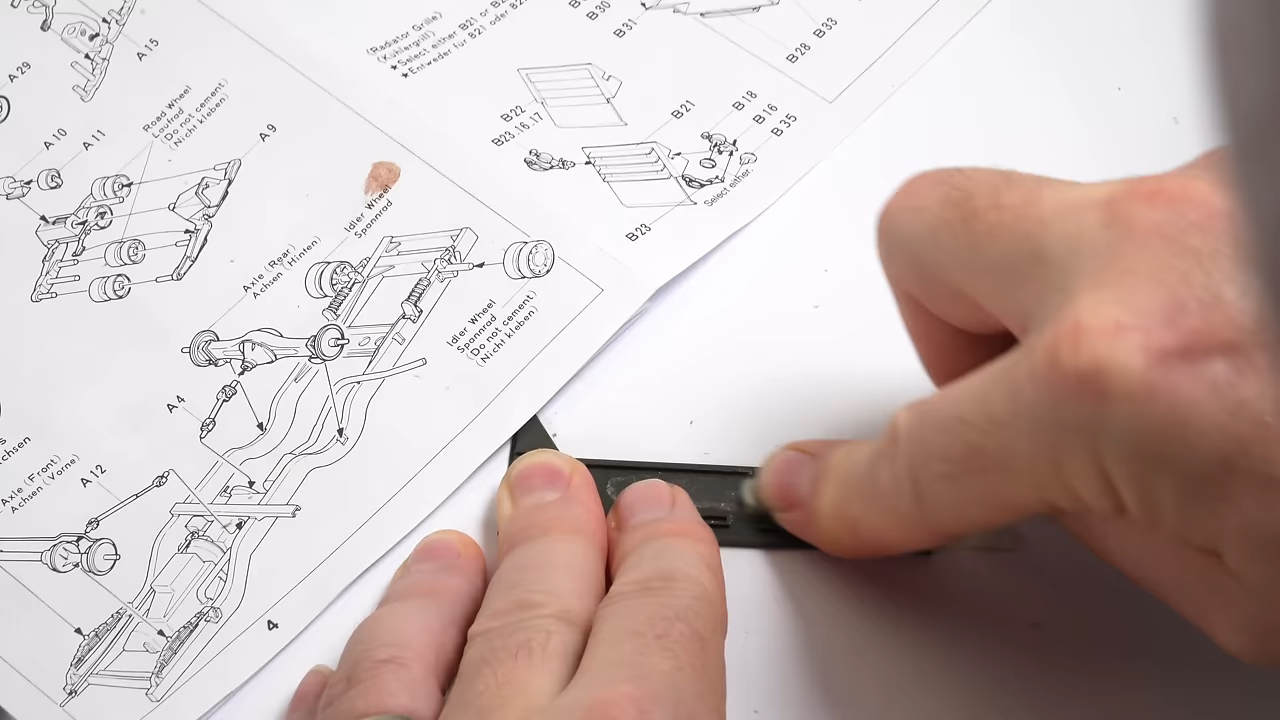 A 15
A 29
Road Wheel
Laufrad
(Do not cement)
(Nicht kleben)
A 10
A 11
A 9
Idler Wheel
Spannrad
Axle (Rear)
Achsen (Hinten)
Idler Wheel
Spannrad
(Do not cement)
(Nicht kleben)
A 4
Achsen
Axle (Front)
Achsen (Vorne)
A 12
4
(Radiator Grille)
(Kühlergrill)
★Select either B21 or
★Entweder für B21 oder
B30
B31
B28
B33
B22
B23,16,17
B21
B18
B16
B35
Select either.
B23